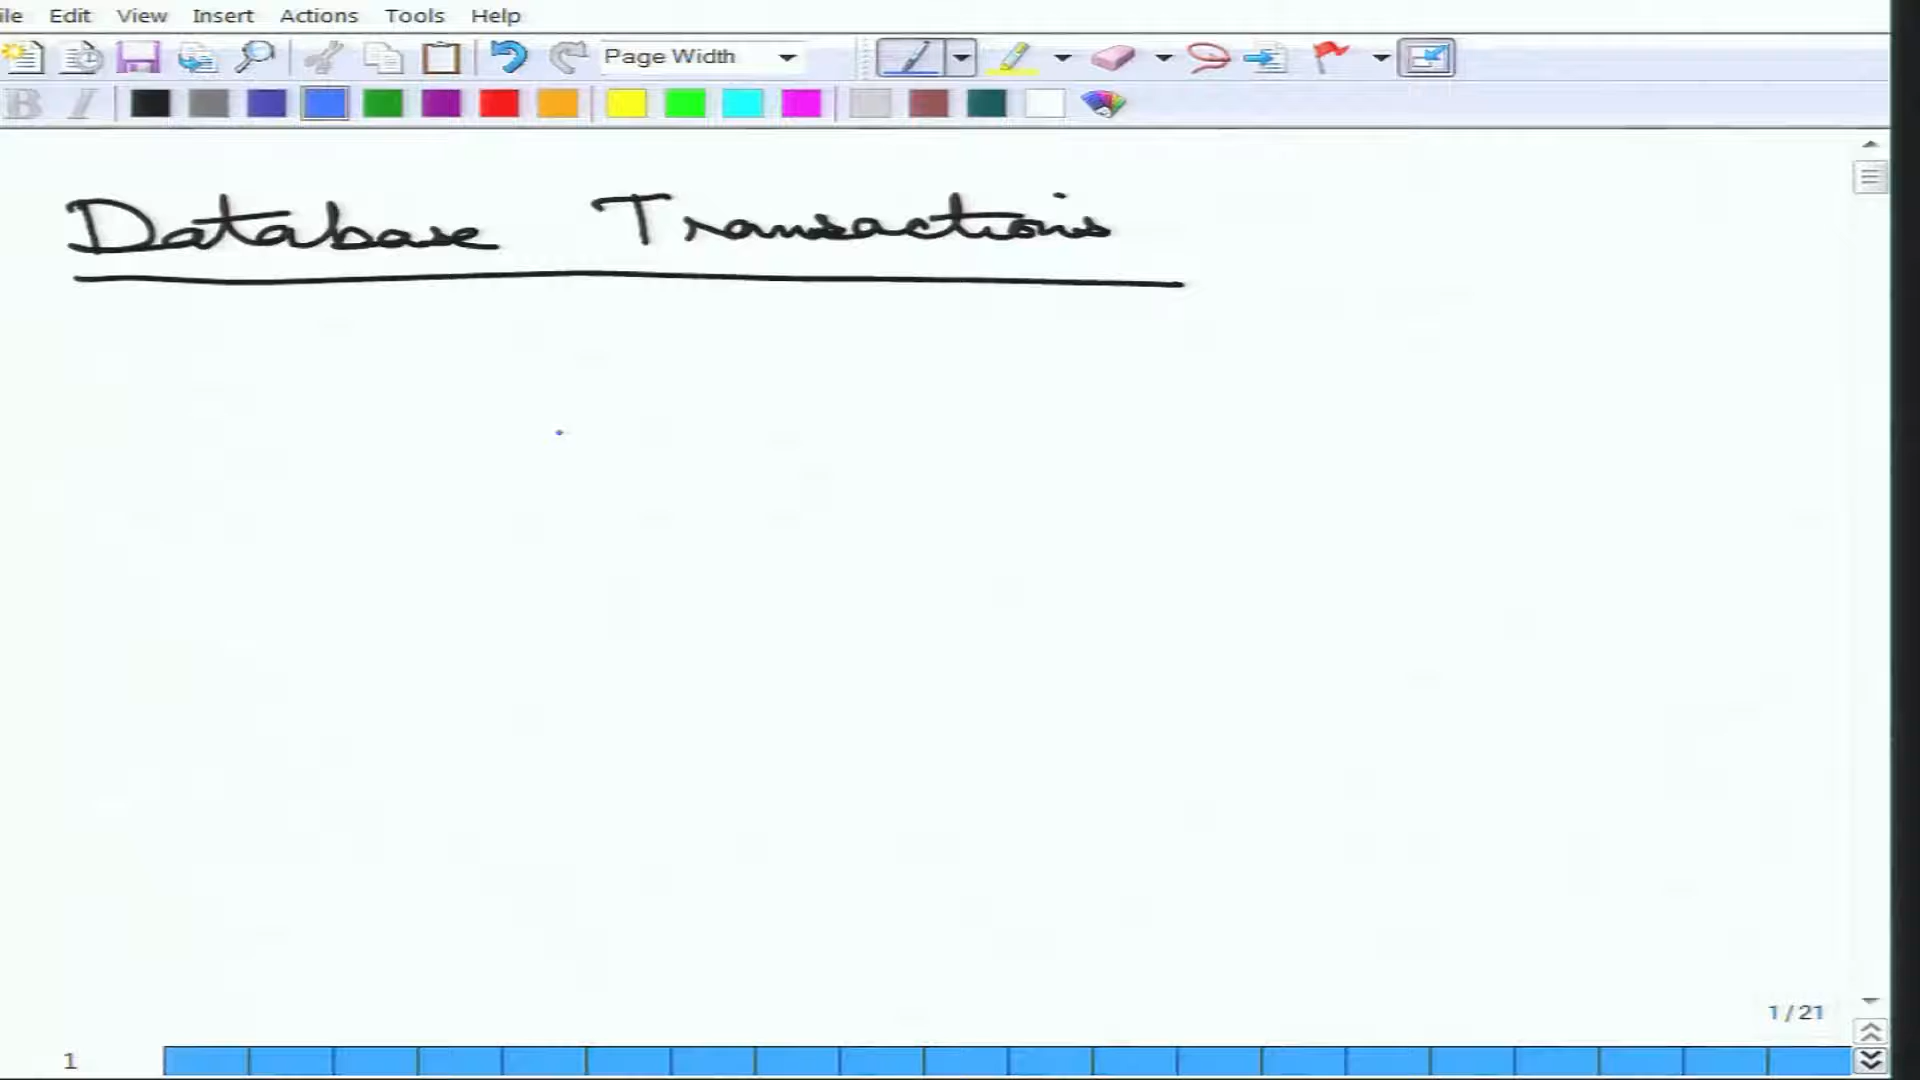 ile Edit View Insert Actions Tools Help
Page Width
B I
Database Transactions
1 / 21
1